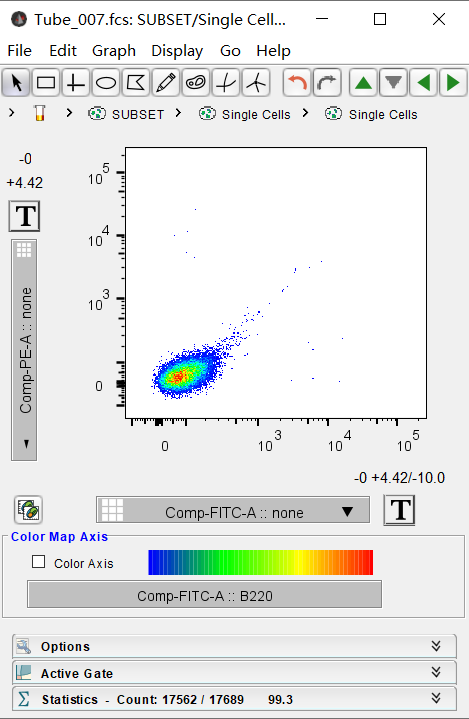 Tube_007.fcs: SUBSET/Single Cell...
File Edit Graph Display Go Help
> > SUBSET > Single Cells > Single Cells
-0
+4.42
T
Comp-PE-A :: none
10^5
10^4
10^3
0
0 10^3 10^4 10^5
-0 +4.42/-10.0
Comp-FITC-A :: none
T
Color Map Axis
Color Axis
Comp-FITC-A :: B220
Options
Active Gate
Σ Statistics - Count: 17562 / 17689 99.3